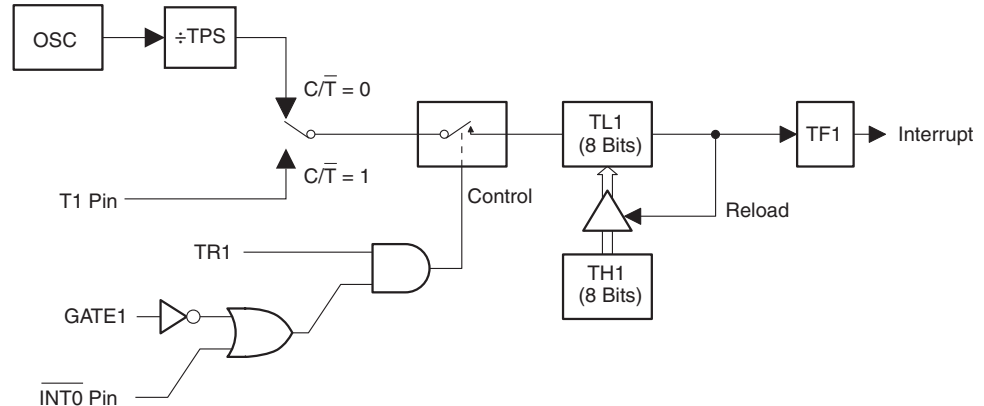 OSC
÷TPS
C/T̅ = 0
C/T̅ = 1
T1 Pin
Control
TL1
(8 Bits)
TF1
Interrupt
Reload
TR1
TH1
(8 Bits)
GATE1
I̅N̅T̅0̅ Pin